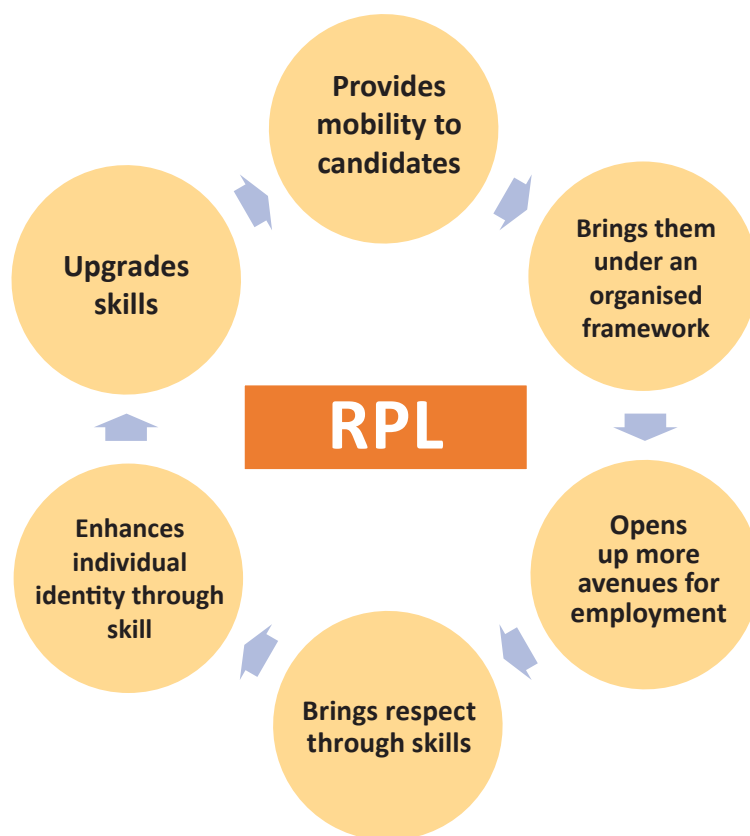 Provides
mobility to
candidates
Brings them
under an
organised
framework
Opens
up more
avenues for
employment
Brings respect
through skills
Enhances
individual
identity through
skill
Upgrades
skills
RPL